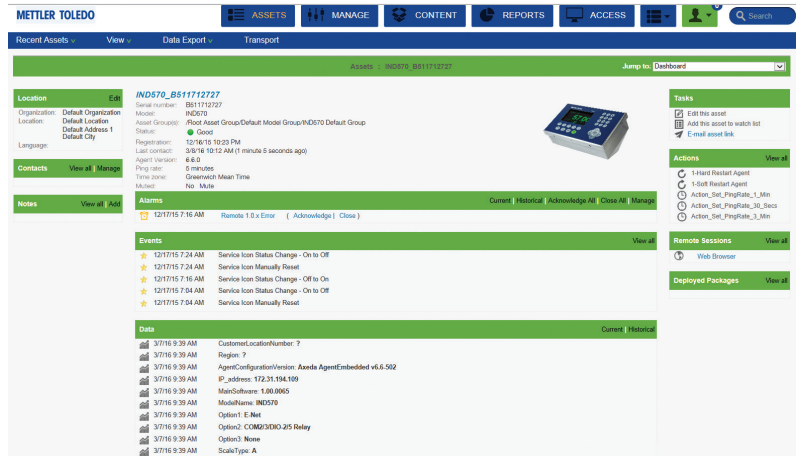 METTLER TOLEDO
ASSETS MANAGE CONTENT REPORTS ACCESS Search
Recent Assets View Data Export Transport
Assets : IND570_B511712727 Jump to: Dashboard
Location Edit
Organization: Default Organization
Location: Default Location
Default Address 1
Default City
Language:
Contacts View all | Manage
Notes View all | Add
IND570_B511712727
Serial number: B511712727
Model: IND570
Asset Group(s): /Root Asset Group/Default Model Group/IND570 Default Group
Status: Good
Registration: 12/16/15 10:23 PM
Last contact: 3/8/16 10:12 AM (1 minute 5 seconds ago)
Agent Version: 6.6.0
Ping rate: 5 minutes
Time zone: Greenwich Mean Time
Muted: No Mute
Alarms Current | Historical | Acknowledge All | Close All | Manage
12/17/15 7:16 AM Remote 1.0.x Error ( Acknowledge | Close )
Events View all
12/17/15 7:24 AM Service Icon Status Change - On to Off
12/17/15 7:24 AM Service Icon Manually Reset
12/17/15 7:16 AM Service Icon Status Change - Off to On
12/17/15 7:04 AM Service Icon Status Change - On to Off
12/17/15 7:04 AM Service Icon Manually Reset
Data Current | Historical
3/7/16 9:39 AM CustomerLocationNumber: ?
3/7/16 9:39 AM Region: ?
3/7/16 9:39 AM AgentConfigurationVersion: Axeda AgentEmbedded v6.6-502
3/7/16 9:39 AM IP_address: 172.31.194.109
3/7/16 9:39 AM MainSoftware: 1.00.0065
3/7/16 9:39 AM ModelName: IND570
3/7/16 9:39 AM Option1: E-Net
3/7/16 9:39 AM Option2: COM2/3/DIO-2/5 Relay
3/7/16 9:39 AM Option3: None
3/7/16 9:39 AM ScaleType: A
Tasks
Edit this asset
Add this asset to watch list
E-mail asset link
Actions View all
1-Hard Restart Agent
1-Soft Restart Agent
Action_Set_PingRate_1_Min
Action_Set_PingRate_30_Secs
Action_Set_PingRate_3_Min
Remote Sessions View all
Web Browser
Deployed Packages View all